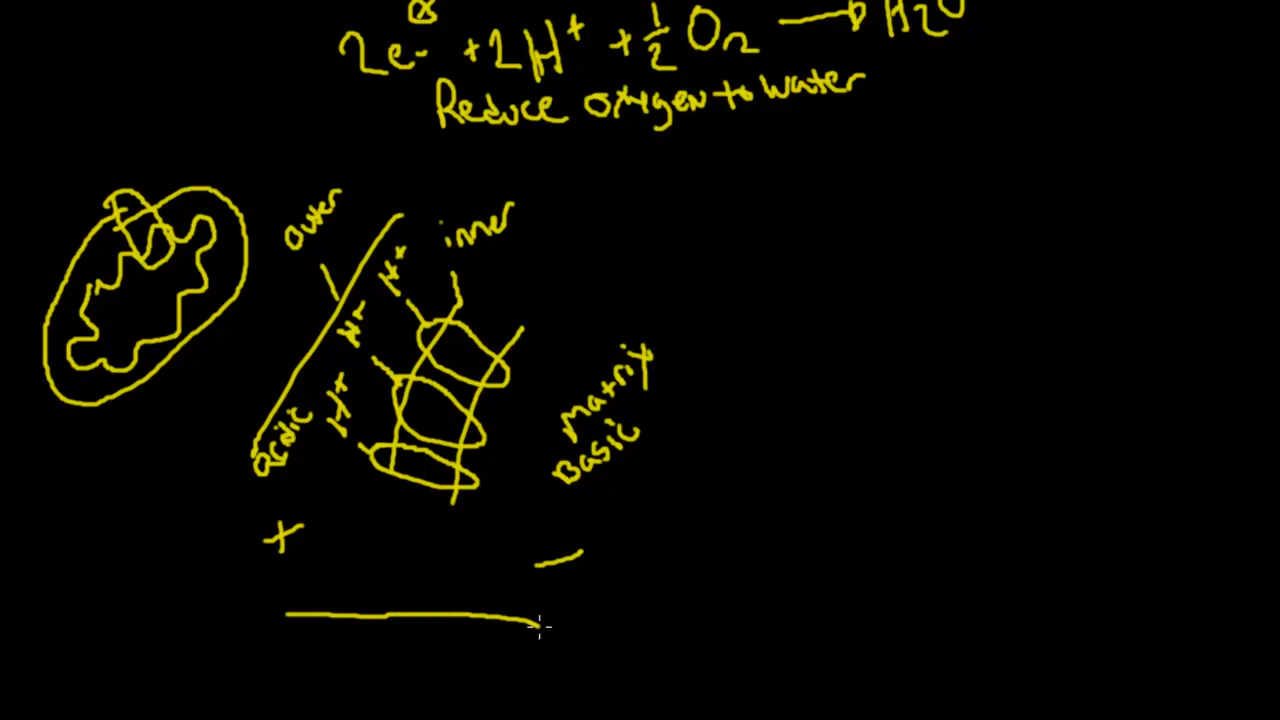 2e- +2H+ + 1/2 O2 → H2O
Reduce oxygen to water
outer
inner
H+
H+
H+
Matrix
Basic
acidic
+
-